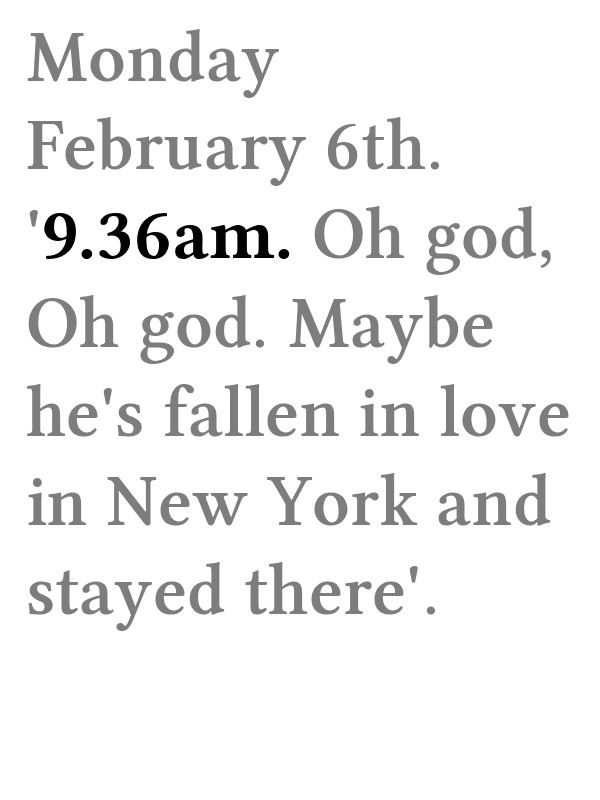 Monday
February 6th.
'9.36am. Oh god,
Oh god. Maybe
he's fallen in love
in New York and
stayed there'.